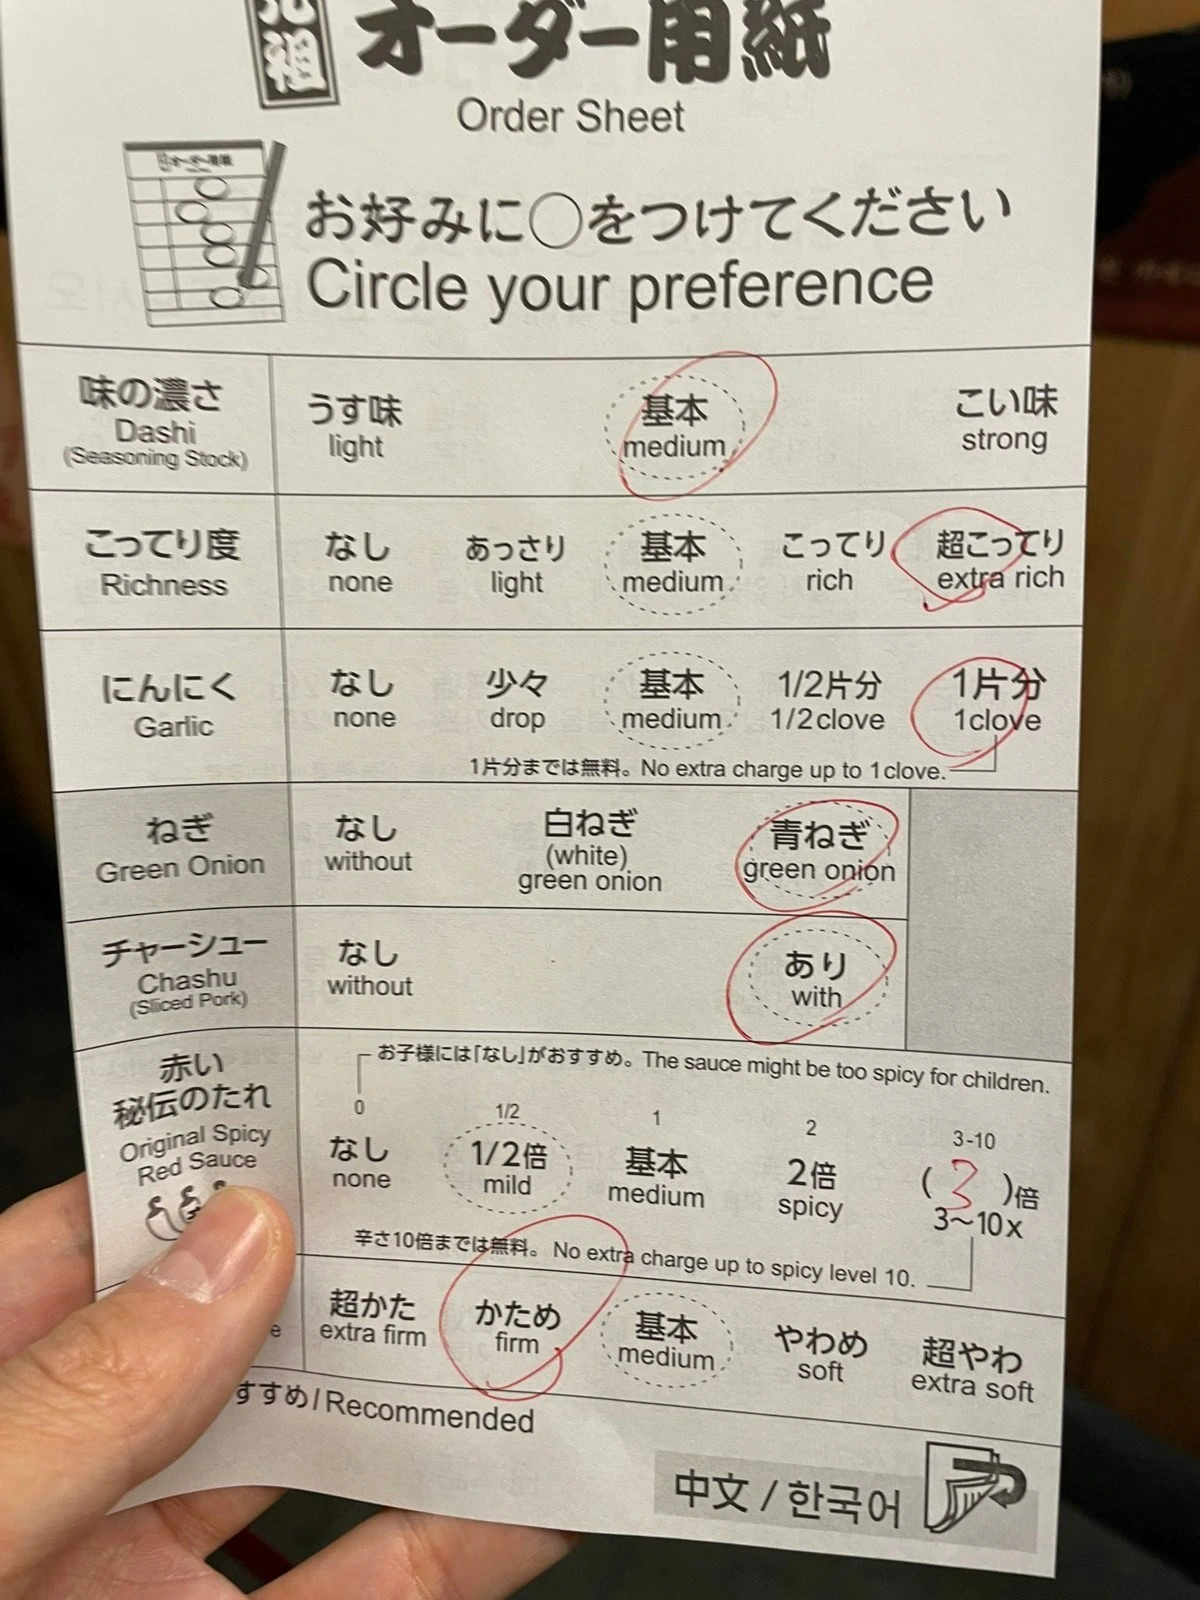 オーダー用紙
Order Sheet
オーダー用紙
お好みに○をつけてください
Circle your preference
味の濃さ
Dashi
(Seasoning Stock)
うす味
light
基本
medium
こい味
strong
こってり度
Richness
なし
none
あっさり
light
基本
medium
こってり
rich
超こってり
extra rich
にんにく
Garlic
なし
none
少々
drop
基本
medium
1/2片分
1/2 clove
1片分
1clove
1片分までは無料。No extra charge up to 1clove.
ねぎ
Green Onion
なし
without
白ねぎ
(white)
green onion
青ねぎ
green onion
チャーシュー
Chashu
(Sliced Pork)
なし
without
あり
with
赤い
秘伝のたれ
Original Spicy
Red Sauce
お子様には「なし」がおすすめ。The sauce might be too spicy for children.
0
なし
none
1/2
1/2倍
mild
1
基本
medium
2
2倍
spicy
3-10
(3)倍
3〜10x
辛さ10倍までは無料。No extra charge up to spicy level 10.
超かた
extra firm
かため
firm
基本
medium
やわめ
soft
超やわ
extra soft
すすめ/Recommended
中文 / 한국어